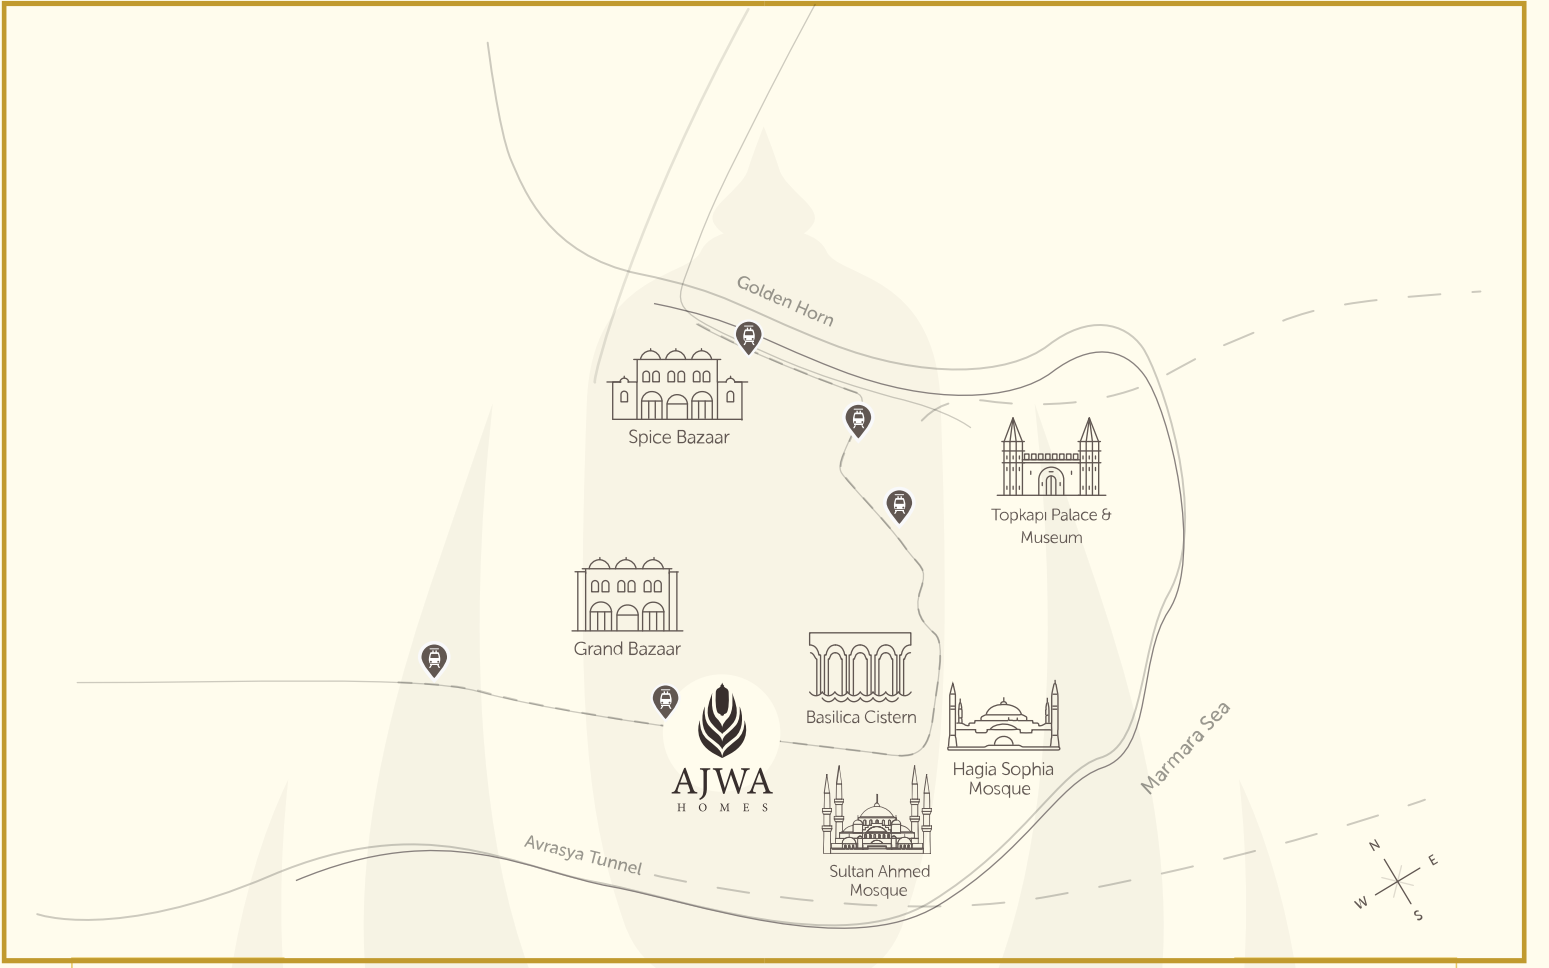 Golden Horn
Spice Bazaar
Topkapı Palace &
Museum
Grand Bazaar
Basilica Cistern
Marmara Sea
Hagia Sophia
Mosque
AJWA
HOMES
Avrasya Tunnel
Sultan Ahmed
Mosque
N
E
W
S